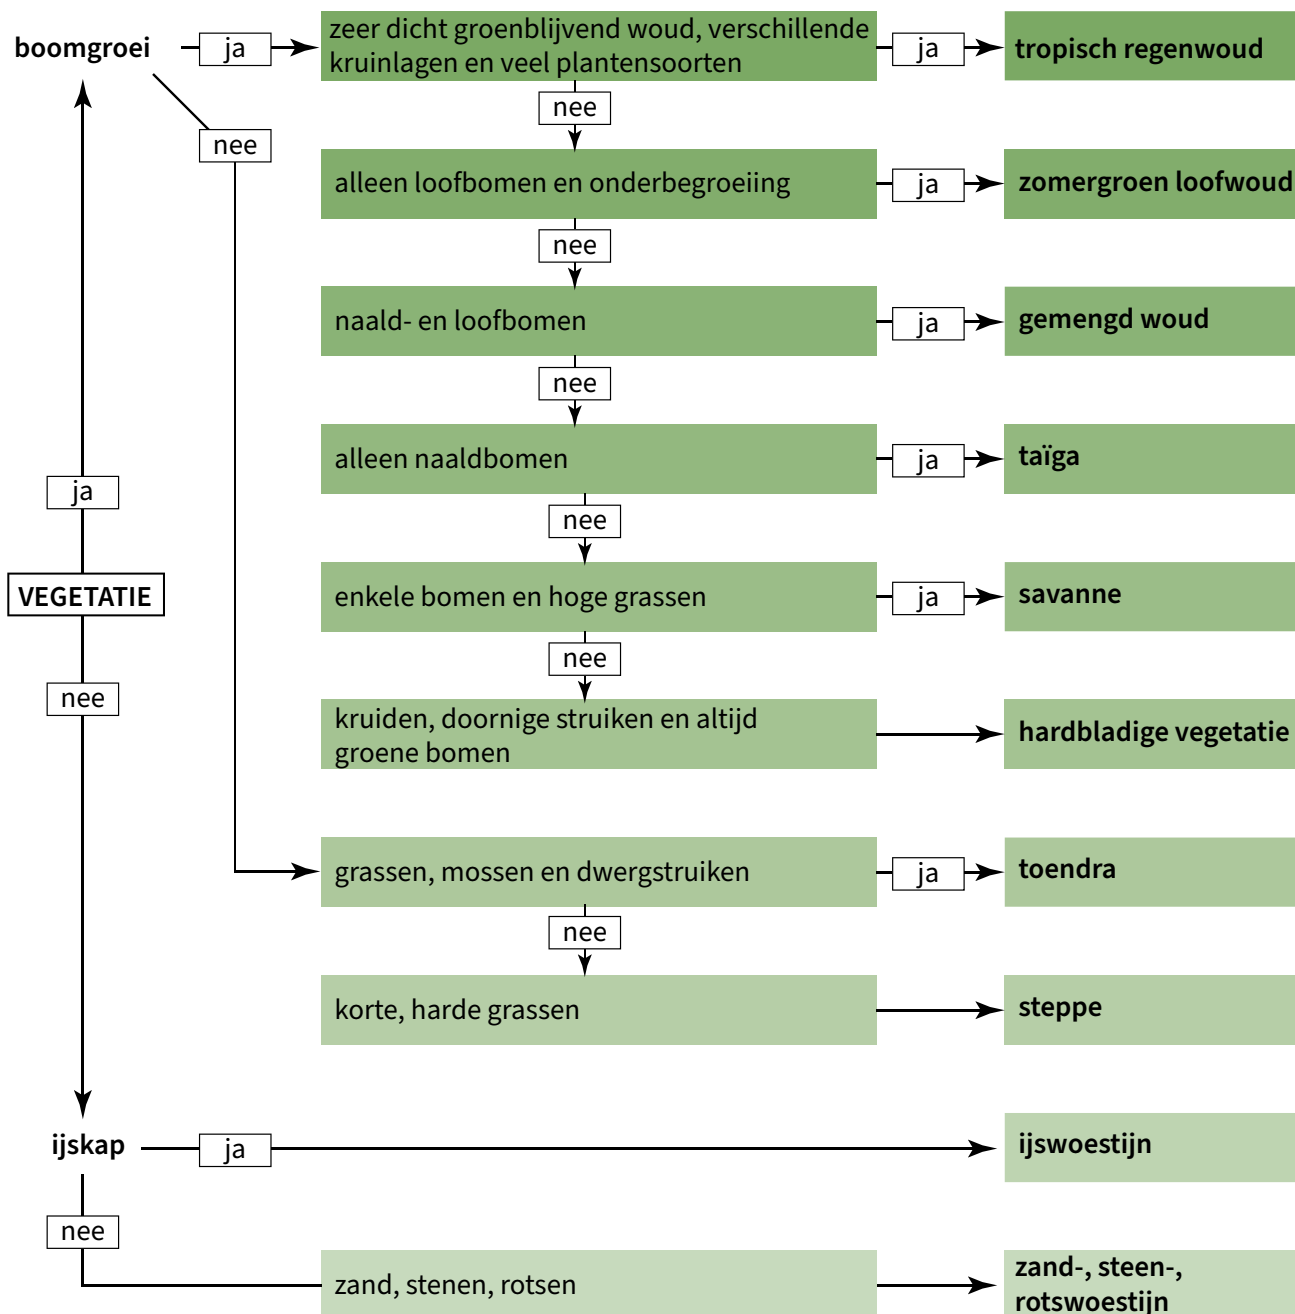 boomgroei
ja
zeer dicht groenblijvend woud, verschillende
kruinlagen en veel plantensoorten
ja
tropisch regenwoud
nee
nee
alleen loofbomen en onderbegroeiing
ja
zomergroen loofwoud
nee
naald- en loofbomen
ja
gemengd woud
nee
alleen naaldbomen
ja
taïga
ja
nee
VEGETATIE
enkele bomen en hoge grassen
ja
savanne
nee
nee
kruiden, doornige struiken en altijd
groene bomen
hardbladige vegetatie
grassen, mossen en dwergstruiken
ja
toendra
nee
korte, harde grassen
steppe
ijskap
ja
ijswoestijn
nee
zand, stenen, rotsen
zand-, steen-,
rotswoestijn